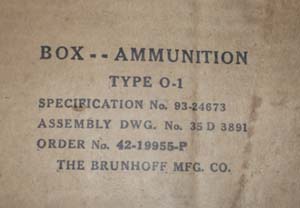 BOX -- AMMUNITION
TYPE O-1
SPECIFICATION No. 93-24673
ASSEMBLY DWG. No. 35 D 3891
ORDER No. 42-19955-P
THE BRUNHOFF MFG. CO.